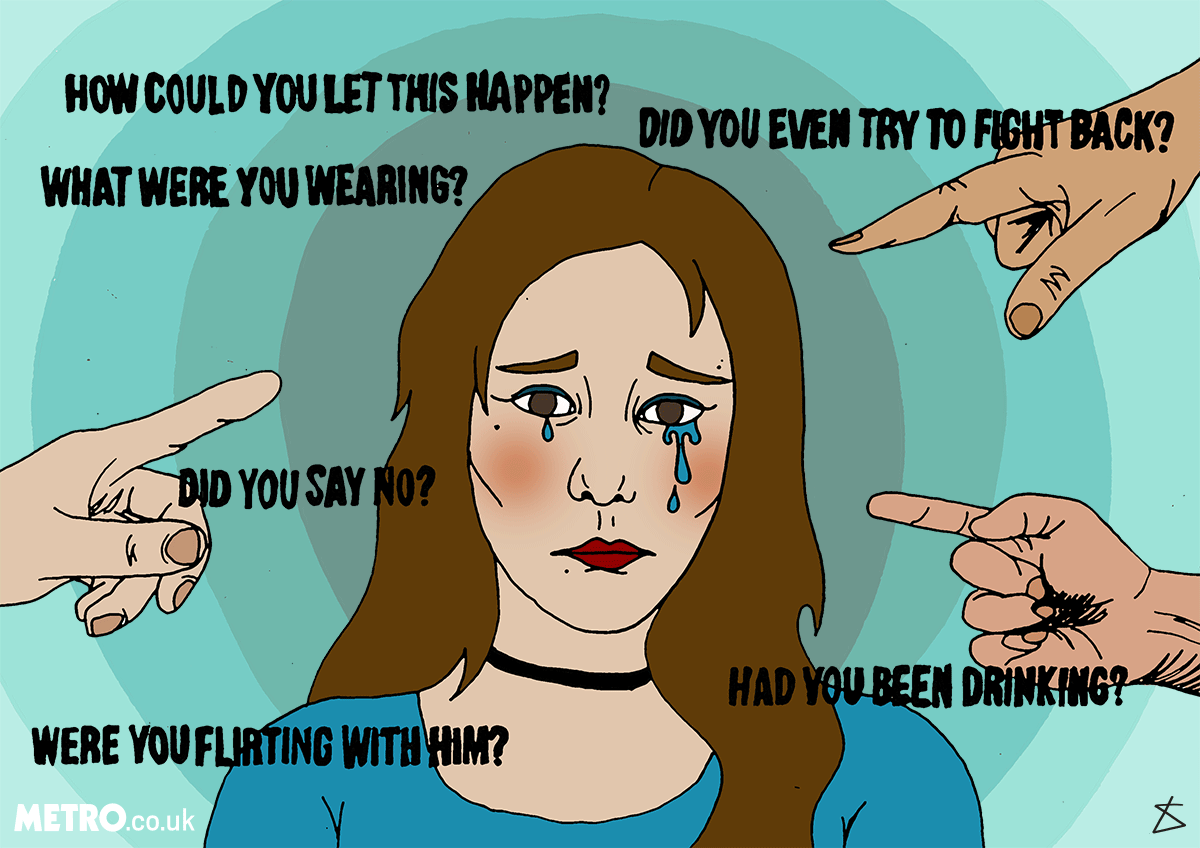 HOW COULD YOU LET THIS HAPPEN?
DID YOU EVEN TRY TO FIGHT BACK?
WHAT WERE YOU WEARING?
DID YOU SAY NO?
HAD YOU BEEN DRINKING?
WERE YOU FLIRTING WITH HIM?
METRO.co.uk